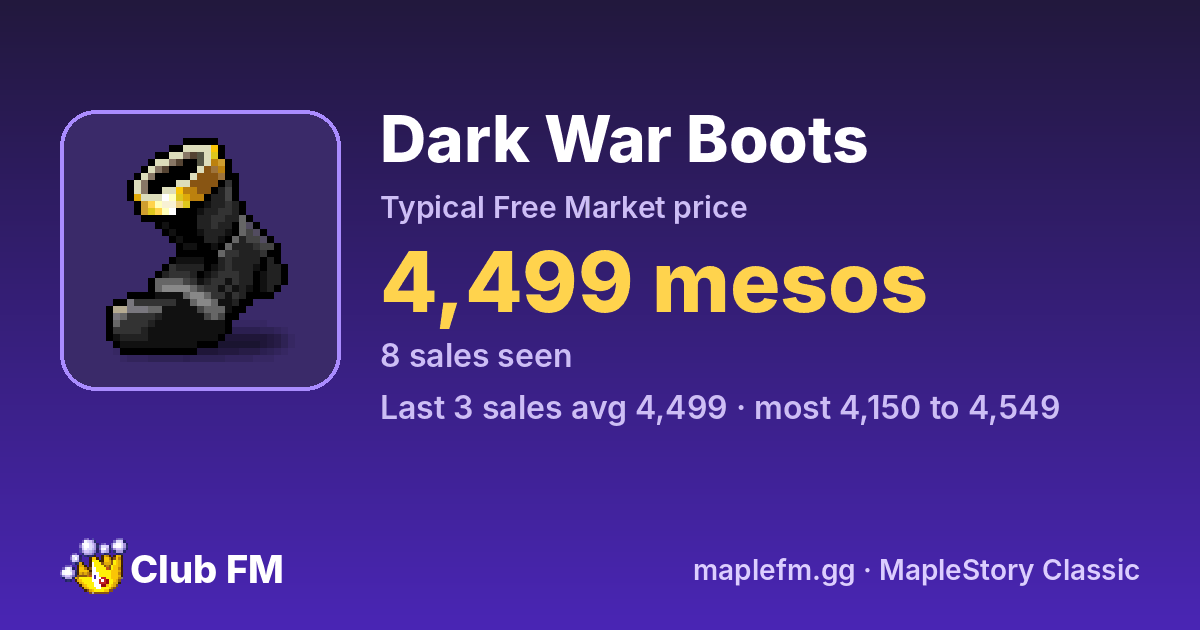 Dark War Boots
Typical Free Market price
4,499 mesos
8 sales seen
Last 3 sales avg 4,499 · most 4,150 to 4,549
Club FM
maplefm.gg · MapleStory Classic